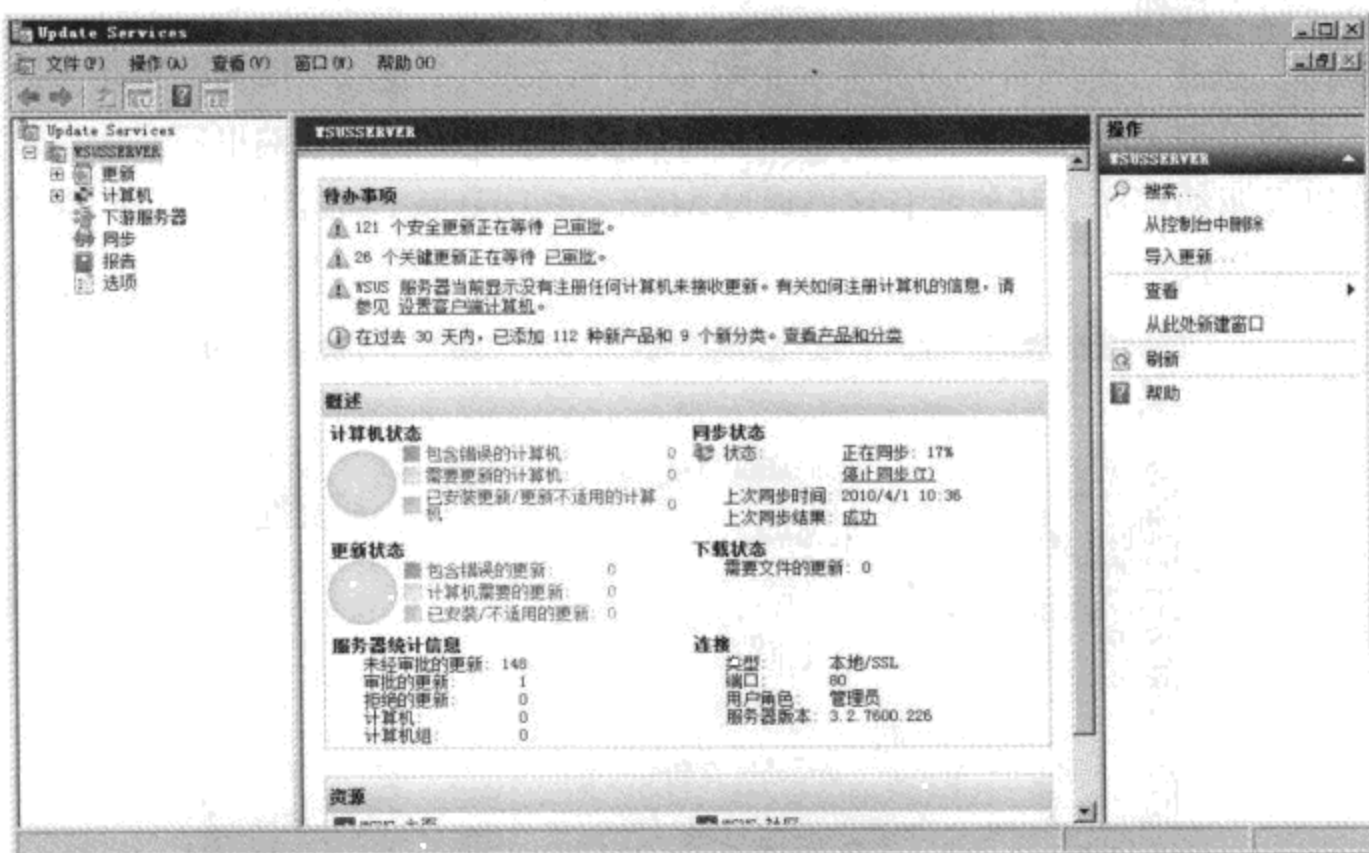 Update Services
文件(F) 操作(A) 查看(V) 窗口(W) 帮助(H)
Update Services
WSUSSERVER
更新
计算机
下游服务器
同步
报告
选项
WSUSSERVER
待办事项
121 个安全更新正在等待 已审批。
26 个关键更新正在等待 已审批。
WSUS 服务器当前显示没有注册任何计算机来接收更新。有关如何注册计算机的信息，请
参见 设置客户端计算机。
在过去 30 天内，已添加 112 种新产品和 9 个新分类。查看产品和分类
概述
计算机状态
包含错误的计算机: 0
需要更新的计算机: 0
已安装更新/更新不适用的计算
机 0
同步状态
状态: 正在同步: 17%
停止同步(T)
上次同步时间: 2010/4/1 10:36
上次同步结果: 成功
更新状态
包含错误的更新: 0
计算机需要的更新: 0
已安装/不适用的更新: 0
下载状态
需要文件的更新: 0
服务器统计信息
未经审批的更新: 148
审批的更新: 1
拒绝的更新: 0
计算机: 0
计算机组: 0
连接
类型: 本地/SSL
端口: 80
用户角色: 管理员
服务器版本: 3.2.7600.226
资源
操作
WSUSSERVER
搜索...
从控制台中删除
导入更新...
查看
从此处新建窗口
刷新
帮助